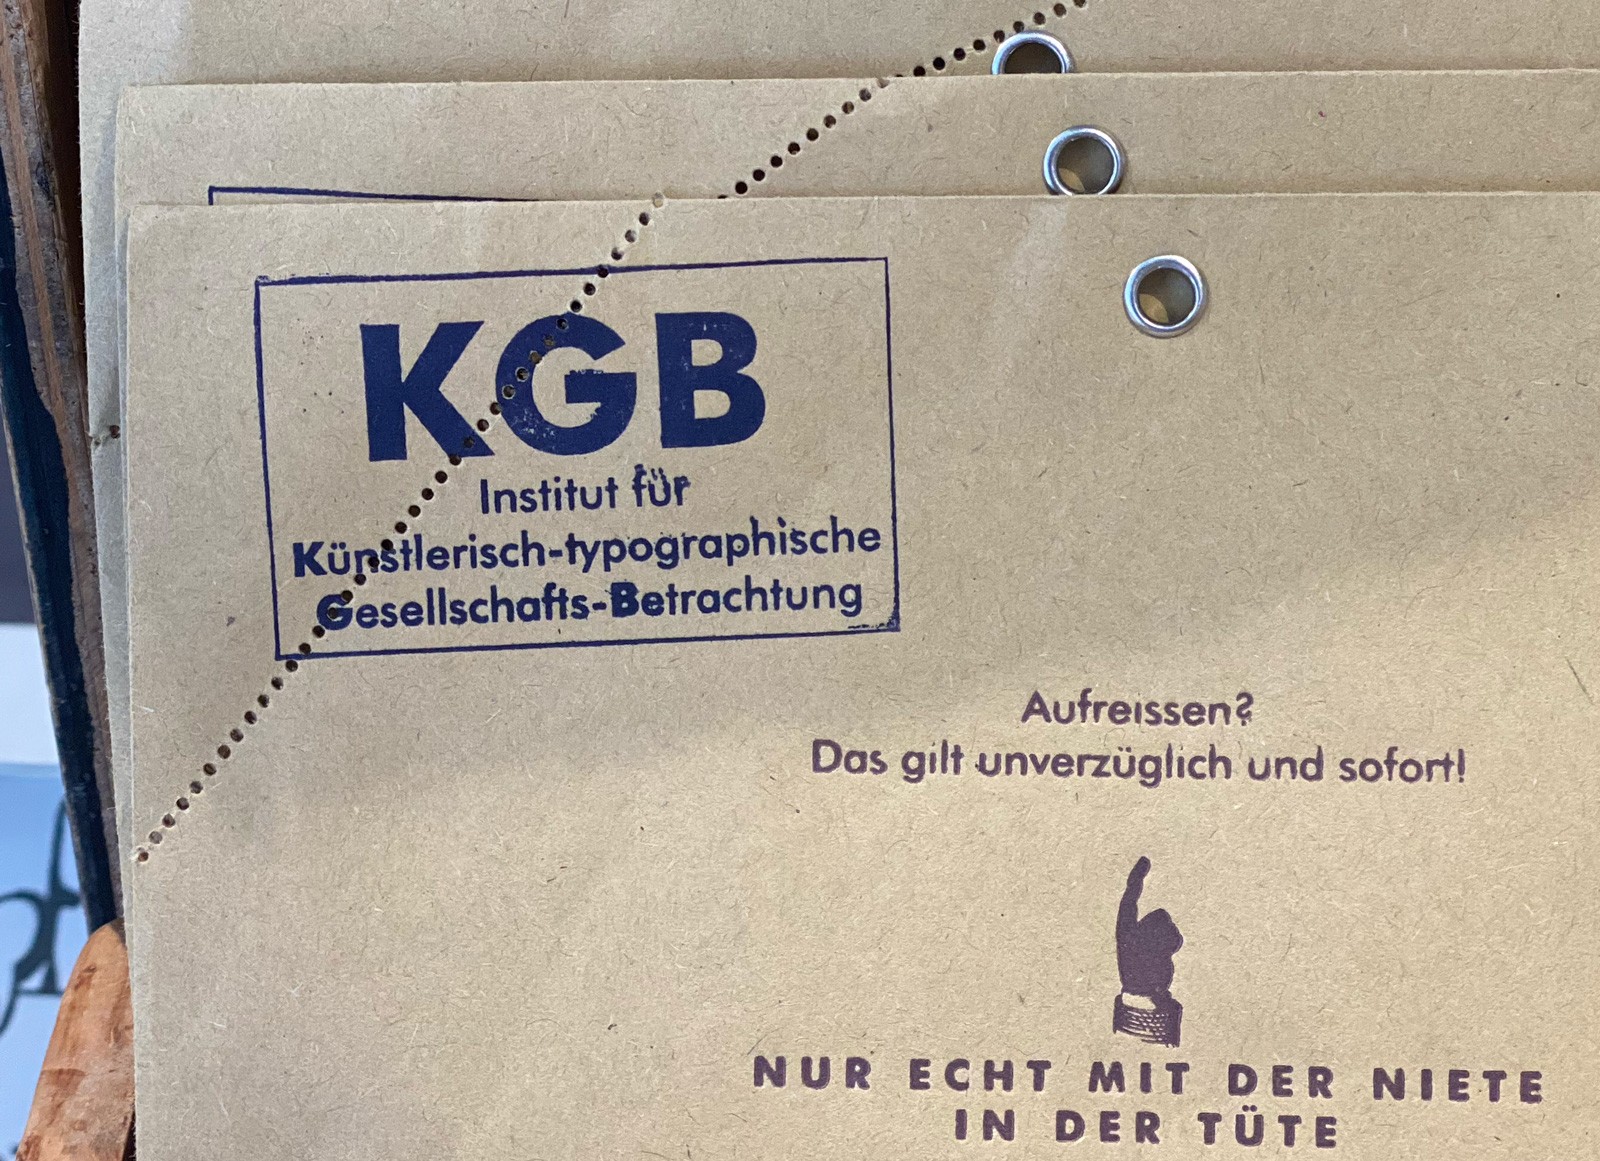 KGB
Institut für
Künstlerisch-typographische
Gesellschafts-Betrachtung
Aufreissen?
Das gilt unverzüglich und sofort!
NUR ECHT MIT DER NIETE
IN DER TÜTE